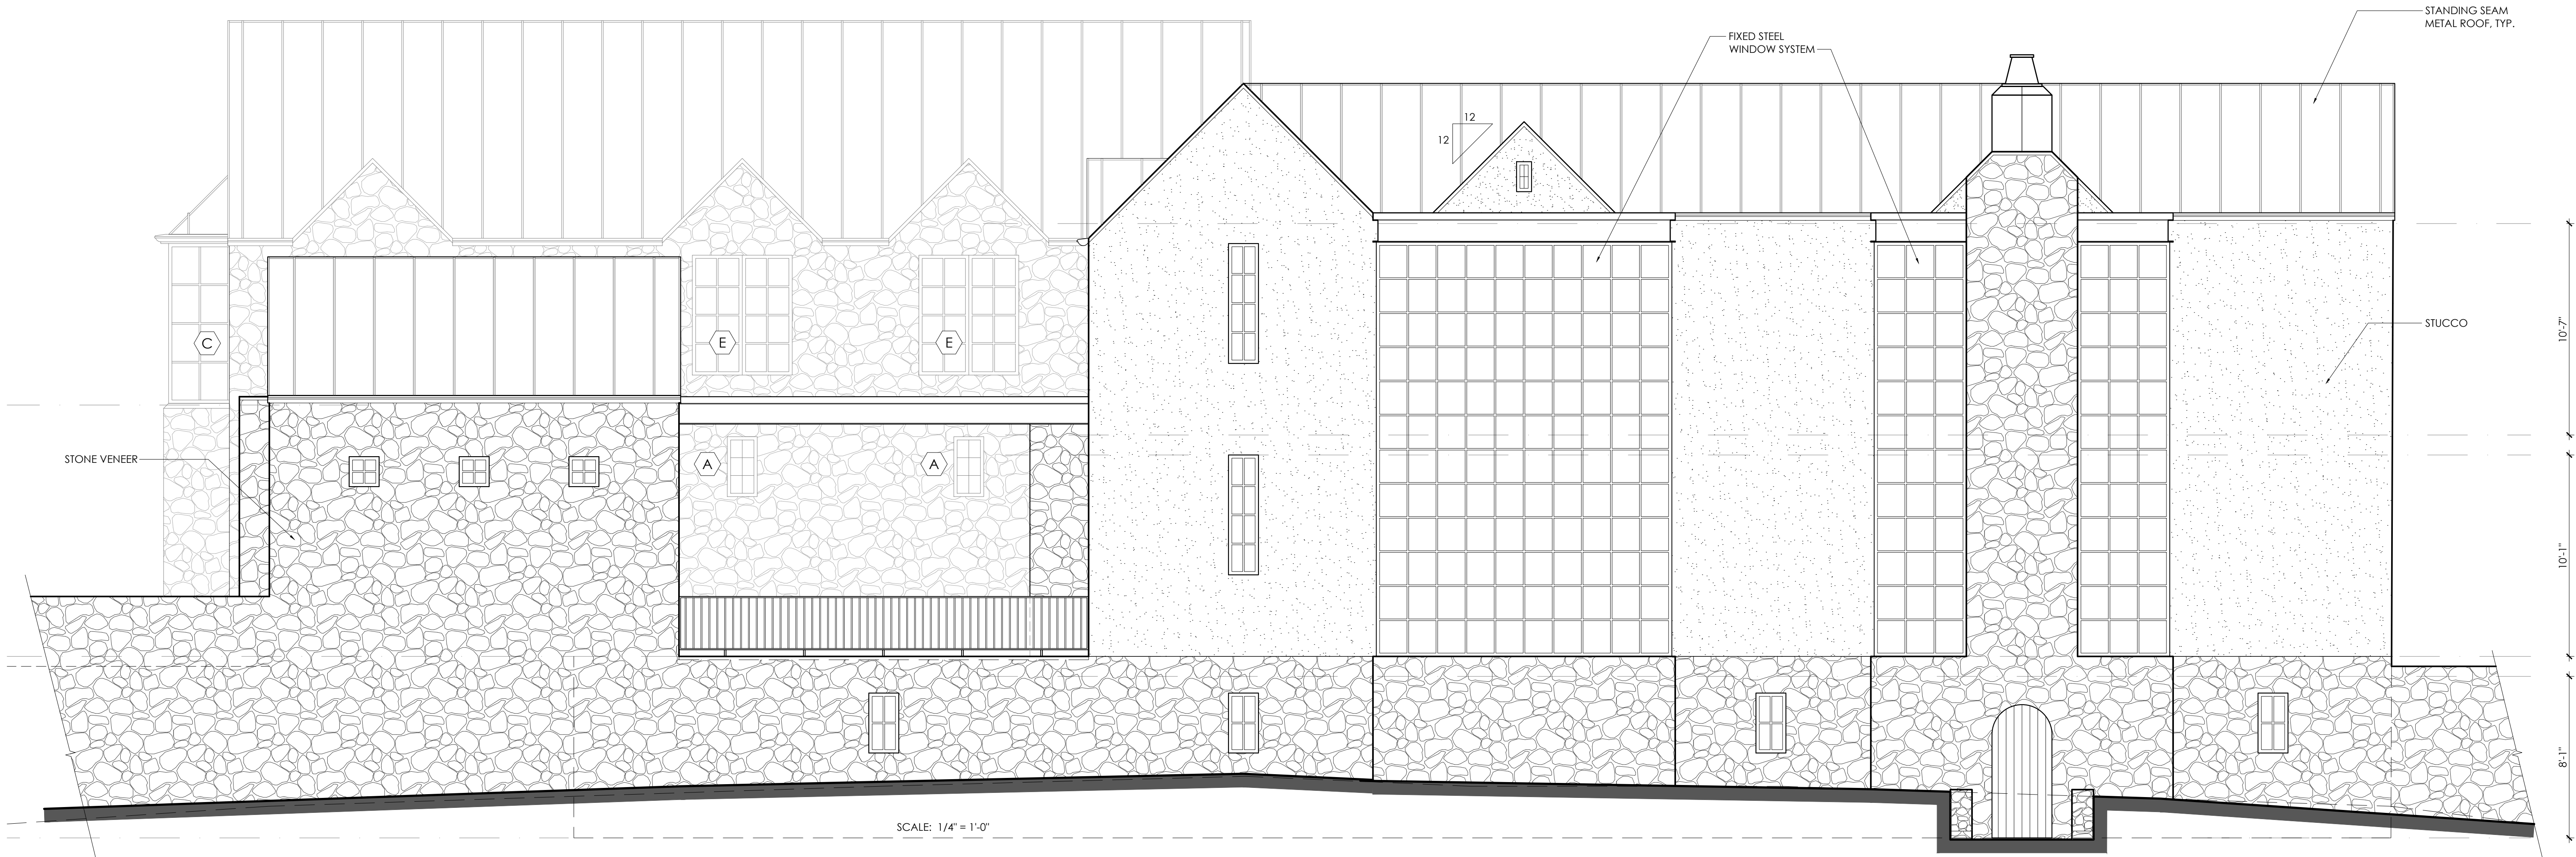 STANDING SEAM
METAL ROOF, TYP.
FIXED STEEL
WINDOW SYSTEM
12
12
10'-7"
C
E
E
STUCCO
STONE VENEER
A
A
10'-1"
8'-1"
SCALE: 1/4" = 1'-0"